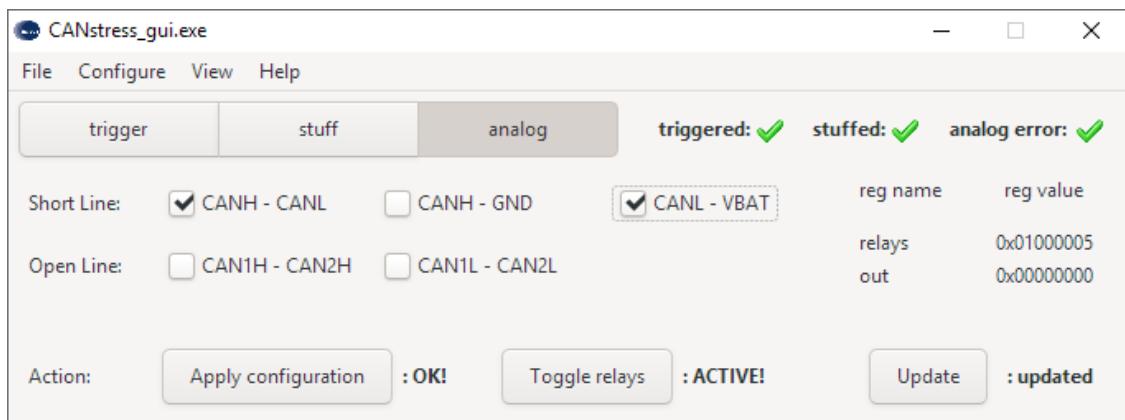 CANstress_gui.exe
File Configure View Help
trigger stuff analog triggered: stuffed: analog error:
Short Line: CANH - CANL CANH - GND CANL - VBAT reg name reg value
relays 0x01000005
Open Line: CAN1H - CAN2H CAN1L - CAN2L
out 0x00000000
Action: Apply configuration : OK! Toggle relays : ACTIVE! Update : updated